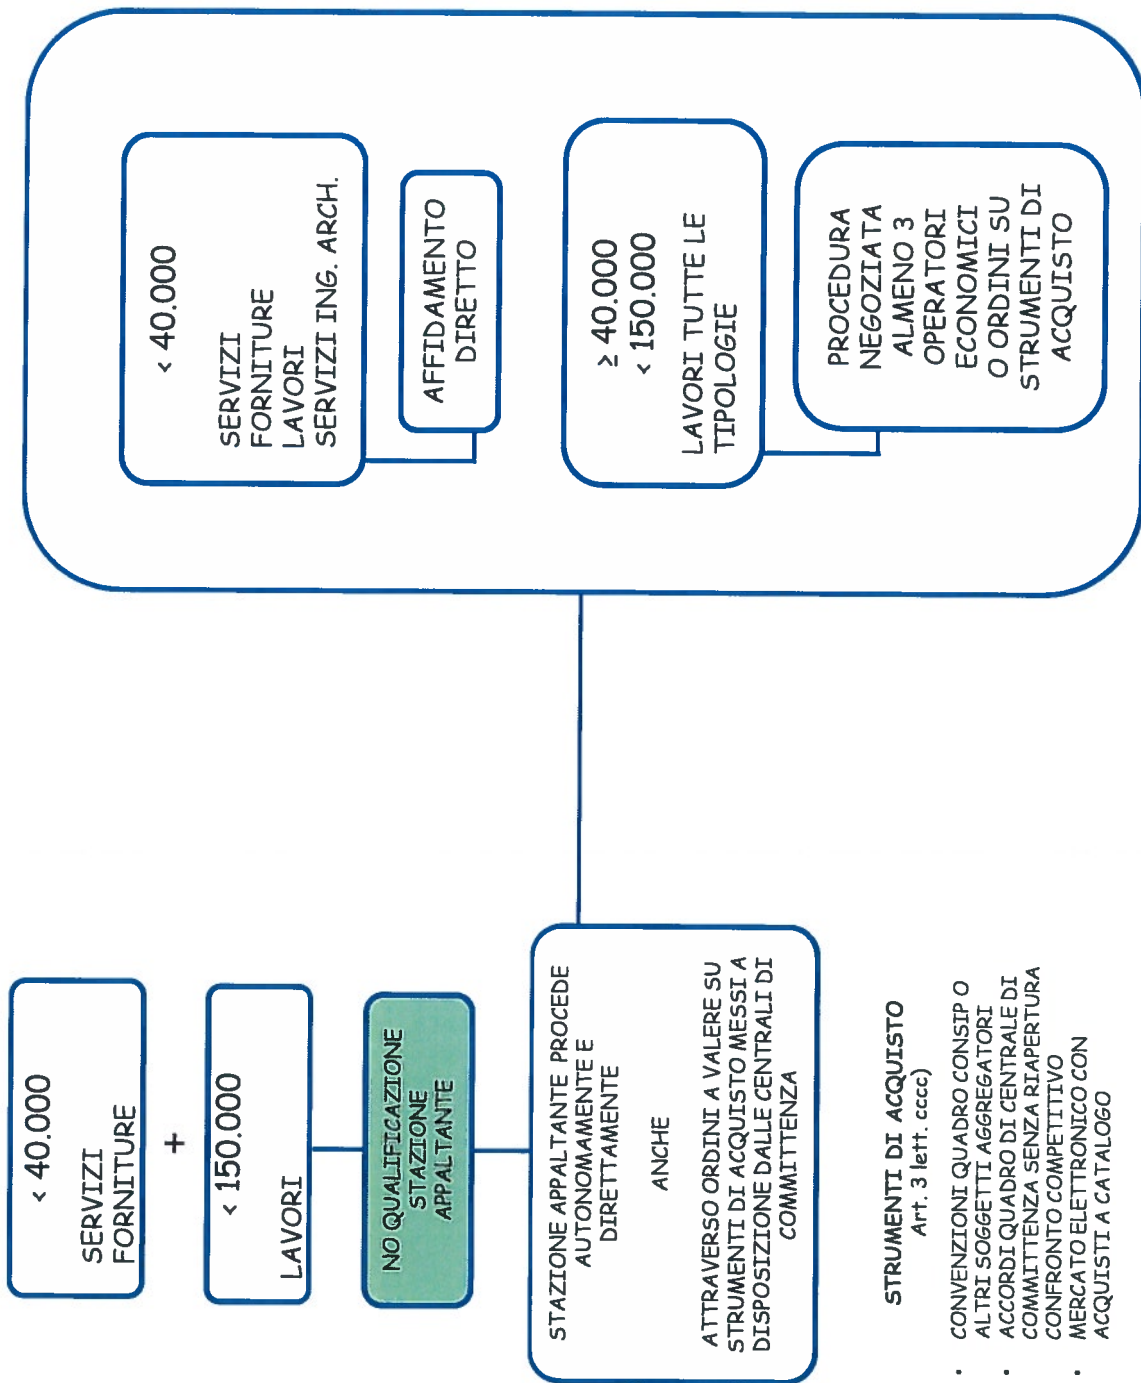 < 40.000
SERVIZI
FORNITURE
+
< 150.000
LAVORI
NO QUALIFICAZIONE
STAZIONE
APPALTANTE
STAZIONE APPALTANTE PROCEDE
AUTONOMAMENTE E
DIRETTAMENTE
ANCHE
ATTRAVERSO ORDINI A VALERE SU
STRUMENTI DI ACQUISTO MESSI A
DISPOSIZIONE DALLE CENTRALI DI
COMMITTENZA
STRUMENTI DI ACQUISTO
Art. 3 lett. cccc)
• CONVENZIONI QUADRO CONSIP O
ALTRI SOGGETTI AGGREGATORI
• ACCORDI QUADRO DI CENTRALE DI
COMMITTENZA SENZA RIAPERTURA
CONFRONTO COMPETITIVO
• MERCATO ELETTRONICO CON
ACQUISTI A CATALOGO
< 40.000
SERVIZI
FORNITURE
LAVORI
SERVIZI ING. ARCH.
AFFIDAMENTO
DIRETTO
≥ 40.000
< 150.000
LAVORI TUTTE LE
TIPOLOGIE
PROCEDURA
NEGOZIATA
ALMENO 3
OPERATORI
ECONOMICI
O ORDINI SU
STRUMENTI DI
ACQUISTO